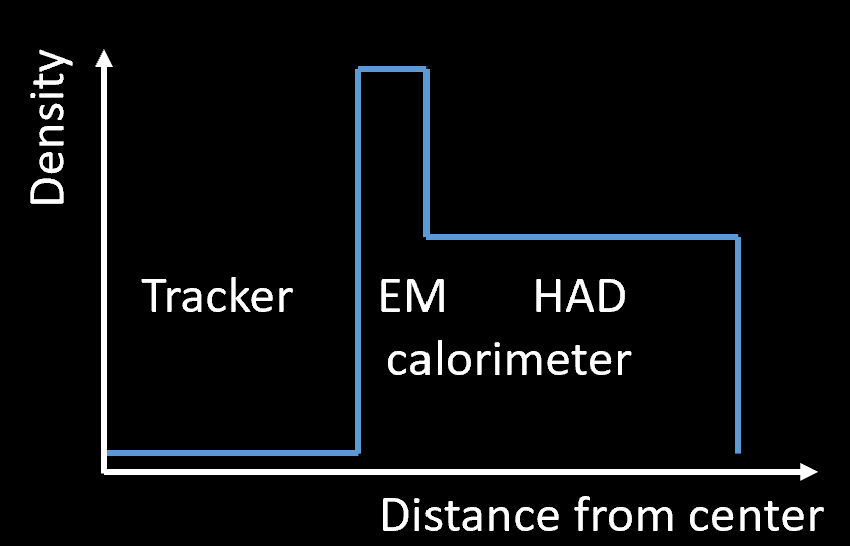 Density
Tracker
EM
HAD
calorimeter
Distance from center